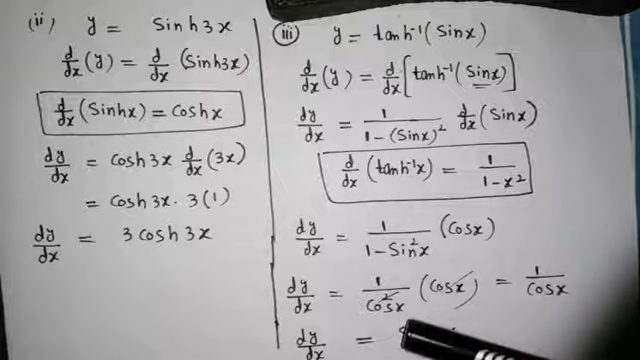 (ii) y = Sinh3x
d/dx (y) = d/dx (Sinh3x)
d/dx (Sinhx) = Coshx
dy/dx = Cosh3x d/dx (3x)
= Cosh3x · 3(1)
dy/dx = 3 Cosh 3x
(iii) y = tanh⁻¹(Sinx)
d/dx (y) = d/dx [tanh⁻¹(Sinx)]
dy/dx = 1/(1-(Sinx)²) d/dx (Sinx)
d/dx (tanh⁻¹x) = 1/(1-x²)
dy/dx = 1/(1-Sin²x) (Cosx)
dy/dx = 1/Cos²x (Cosx) = 1/Cosx
dy/dx =